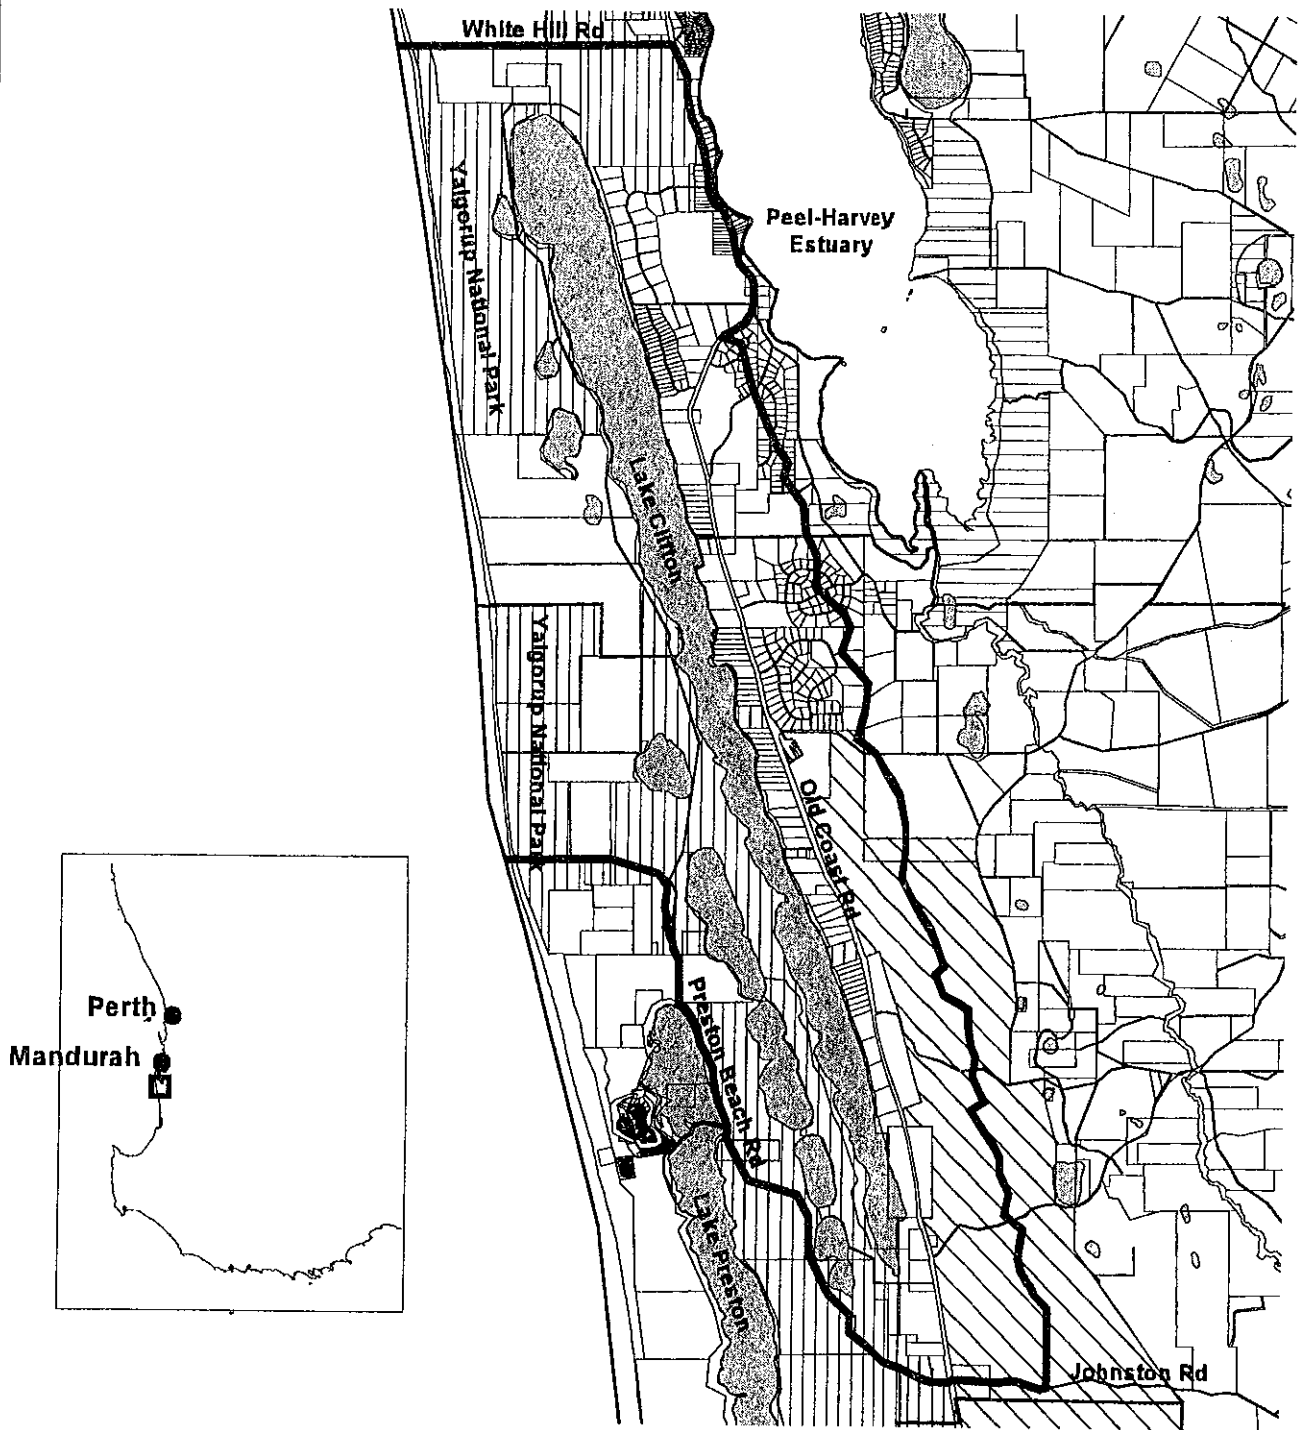 White Hill Rd
Peel-Harvey
Estuary
Yalgorup National Park
Lake Clifton
Yalgorup National Park
Old Coast Rd
Perth
Mandurah
Preston Beach Rd
Lake Preston
Johnston Rd